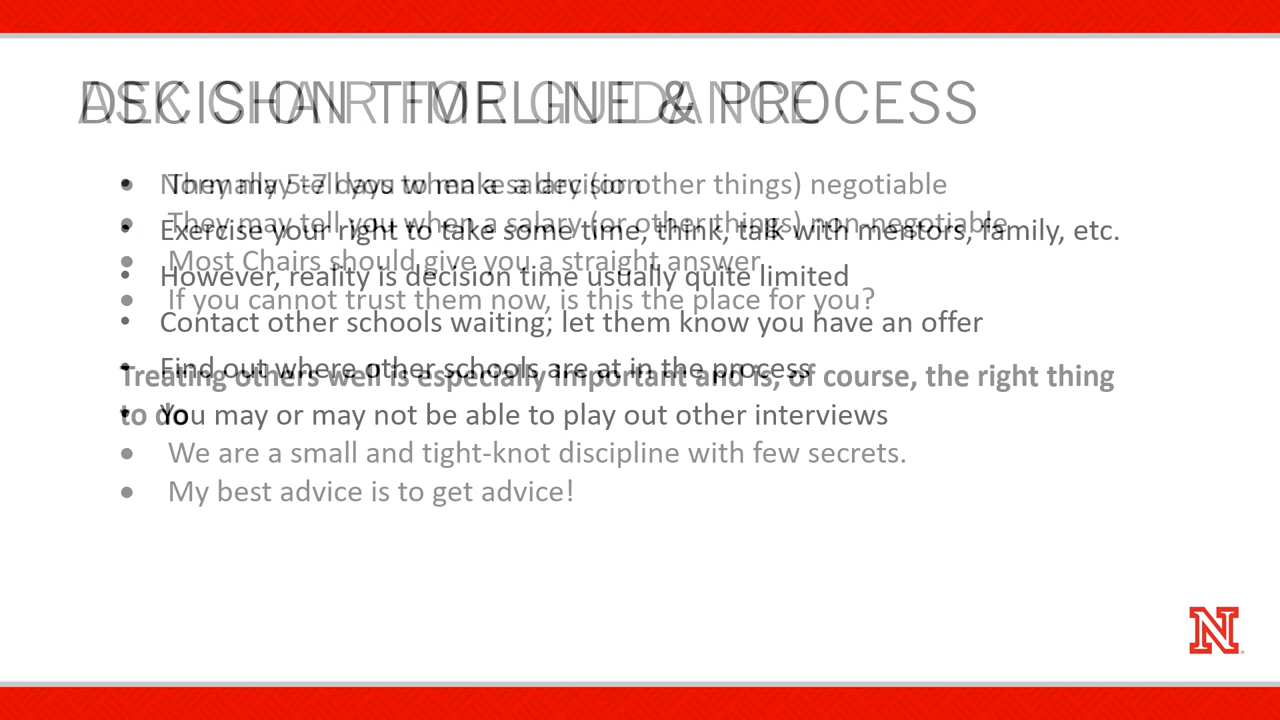 DECISION TIMELINE & PROCESS
• Normally 5-7 days to make a decision
• Exercise your right to take some time, think, talk with mentors, family, etc.
• However, reality is decision time usually quite limited
• Contact other schools waiting; let them know you have an offer
• Find out where other schools are at in the process
• You may or may not be able to play out other interviews
ASK CHAIR FOR GUIDANCE
• They may tell you when a salary (or other things) negotiable
• They may tell you when a salary (or other things) non-negotiable
• Most Chairs should give you a straight answer
• If you cannot trust them now, is this the place for you?
Treating others well is especially important and is, of course, the right thing
to do
• We are a small and tight-knot discipline with few secrets.
• My best advice is to get advice!
N